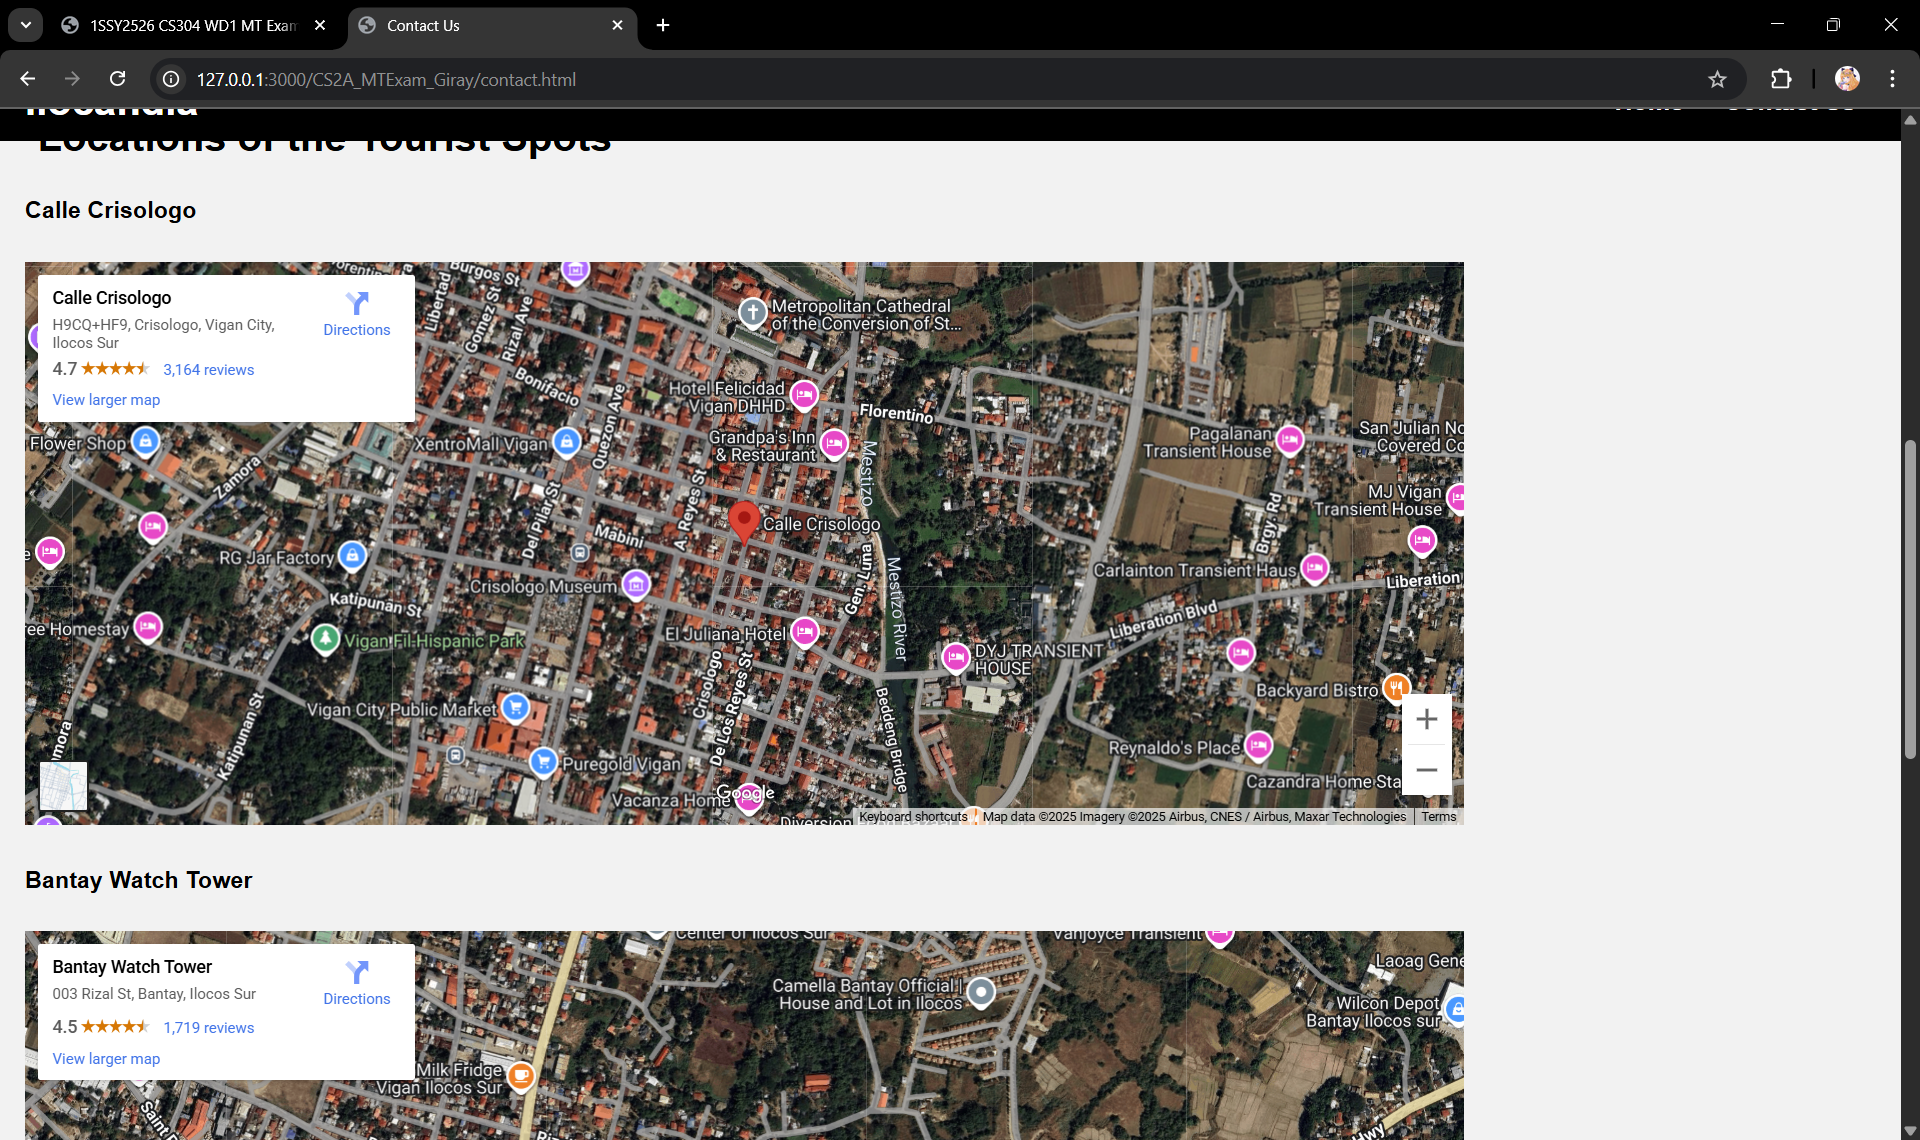 1SSY2526 CS304 WD1 MT Exam
Contact Us
127.0.0.1:3000/CS2A_MTExam_Giray/contact.html
Ilocandia
Home
Contact Us
Locations of the Tourist Spots
Calle Crisologo
Calle Crisologo
H9CQ+HF9, Crisologo, Vigan City,
Ilocos Sur
Directions
4.7
3,164 reviews
View larger map
Burgos St
Libertad
Gomez St
Rizal Ave
Bonifacio
Quezon Ave
Metropolitan Cathedral
of the Conversion of St...
Hotel Felicidad
Vigan DHHD
Florentino
Grandpa's Inn
& Restaurant
Mestizo
Pagalanan
Transient House
San Julian No
Covered Co
Flower Shop
XentroMall Vigan
Zamora
A. Reyes St
Del Pilar St
Mabini
Calle Crisologo
MJ Vigan
Transient House
Brgy. Rd
RG Jar Factory
Crisologo Museum
Gen. Luna
Mestizo River
Carlainton Transient Haus
Liberation
Katipunan St
Liberation Blvd
ree Homestay
Vigan Fil-Hispanic Park
El Juliana Hotel
DYJ TRANSIENT
HOUSE
Crisologo
De Los Reyes St
Beddeng Bridge
Backyard Bistro
Vigan City Public Market
Katipunan St
amora
Reynaldo's Place
Puregold Vigan
Cazandra Home Sta
Vacanza Home
Google
Diversion
Keyboard shortcuts
Map data ©2025 Imagery ©2025 Airbus, CNES / Airbus, Maxar Technologies
Terms
Bantay Watch Tower
Bantay Watch Tower
003 Rizal St, Bantay, Ilocos Sur
Directions
4.5
1,719 reviews
View larger map
Center of Ilocos Sur
Vanjoyce Transient
Laoag Gene
Camella Bantay Official |
House and Lot in Ilocos
Wilcon Depot
Bantay Ilocos sur
Milk Fridge
Vigan Ilocos Sur
Saint
Riz
Hwy